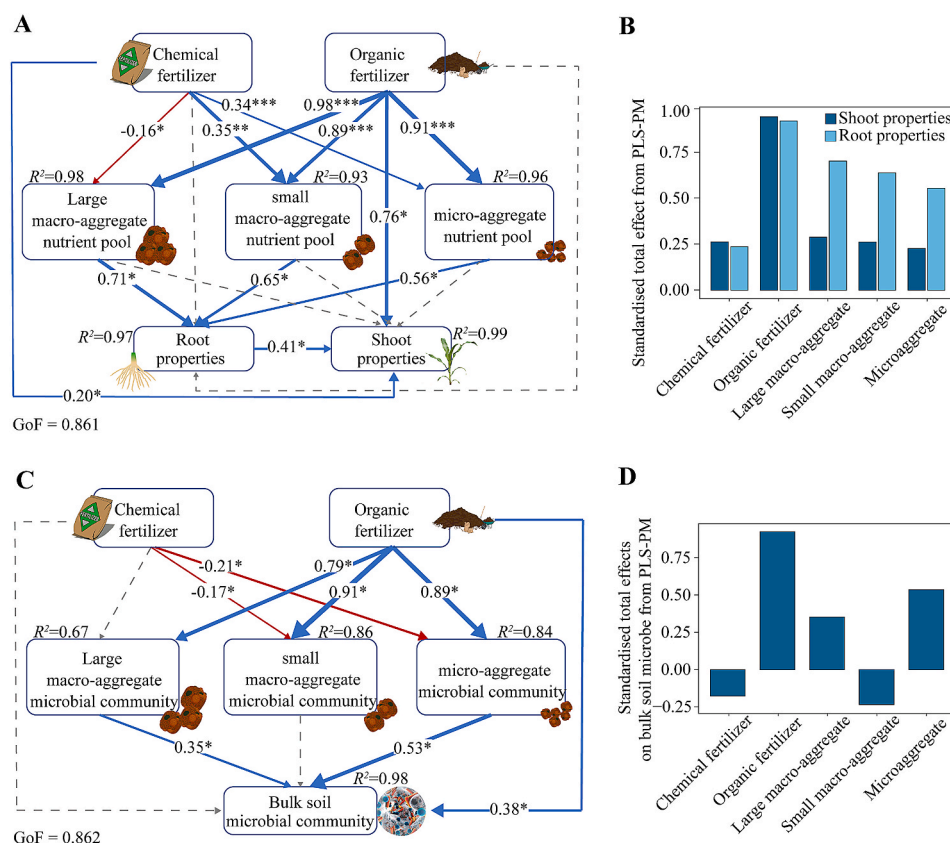 A
Chemical
fertilizer
Organic
fertilizer
0.34***
0.98***
-0.16*
0.35**
0.89***
0.91***
R²=0.98
R²=0.93
R²=0.96
Large
macro-aggregate
nutrient pool
small
macro-aggregate
nutrient pool
micro-aggregate
nutrient pool
0.76*
0.71*
0.65*
0.56*
R²=0.97
R²=0.99
Root
properties
0.41*
Shoot
properties
0.20*
GoF = 0.861
B
Standardised total effect from PLS-PM
1.00
0.75
0.50
0.25
0.00
Shoot properties
Root properties
Chemical fertilizer
Organic fertilizer
Large macro-aggregate
Small macro-aggregate
Microaggregate
C
Chemical
fertilizer
Organic
fertilizer
-0.21*
0.79*
-0.17*
0.91*
0.89*
R²=0.67
R²=0.86
R²=0.84
Large
macro-aggregate
microbial community
small
macro-aggregate
microbial community
micro-aggregate
microbial community
0.35*
0.53*
R²=0.98
Bulk soil
microbial community
0.38*
GoF = 0.862
D
Standardised total effects
on bulk soil microbe from PLS-PM
0.75
0.50
0.25
0.00
−0.25
Chemical fertilizer
Organic fertilizer
Large macro-aggregate
Small macro-aggregate
Microaggregate